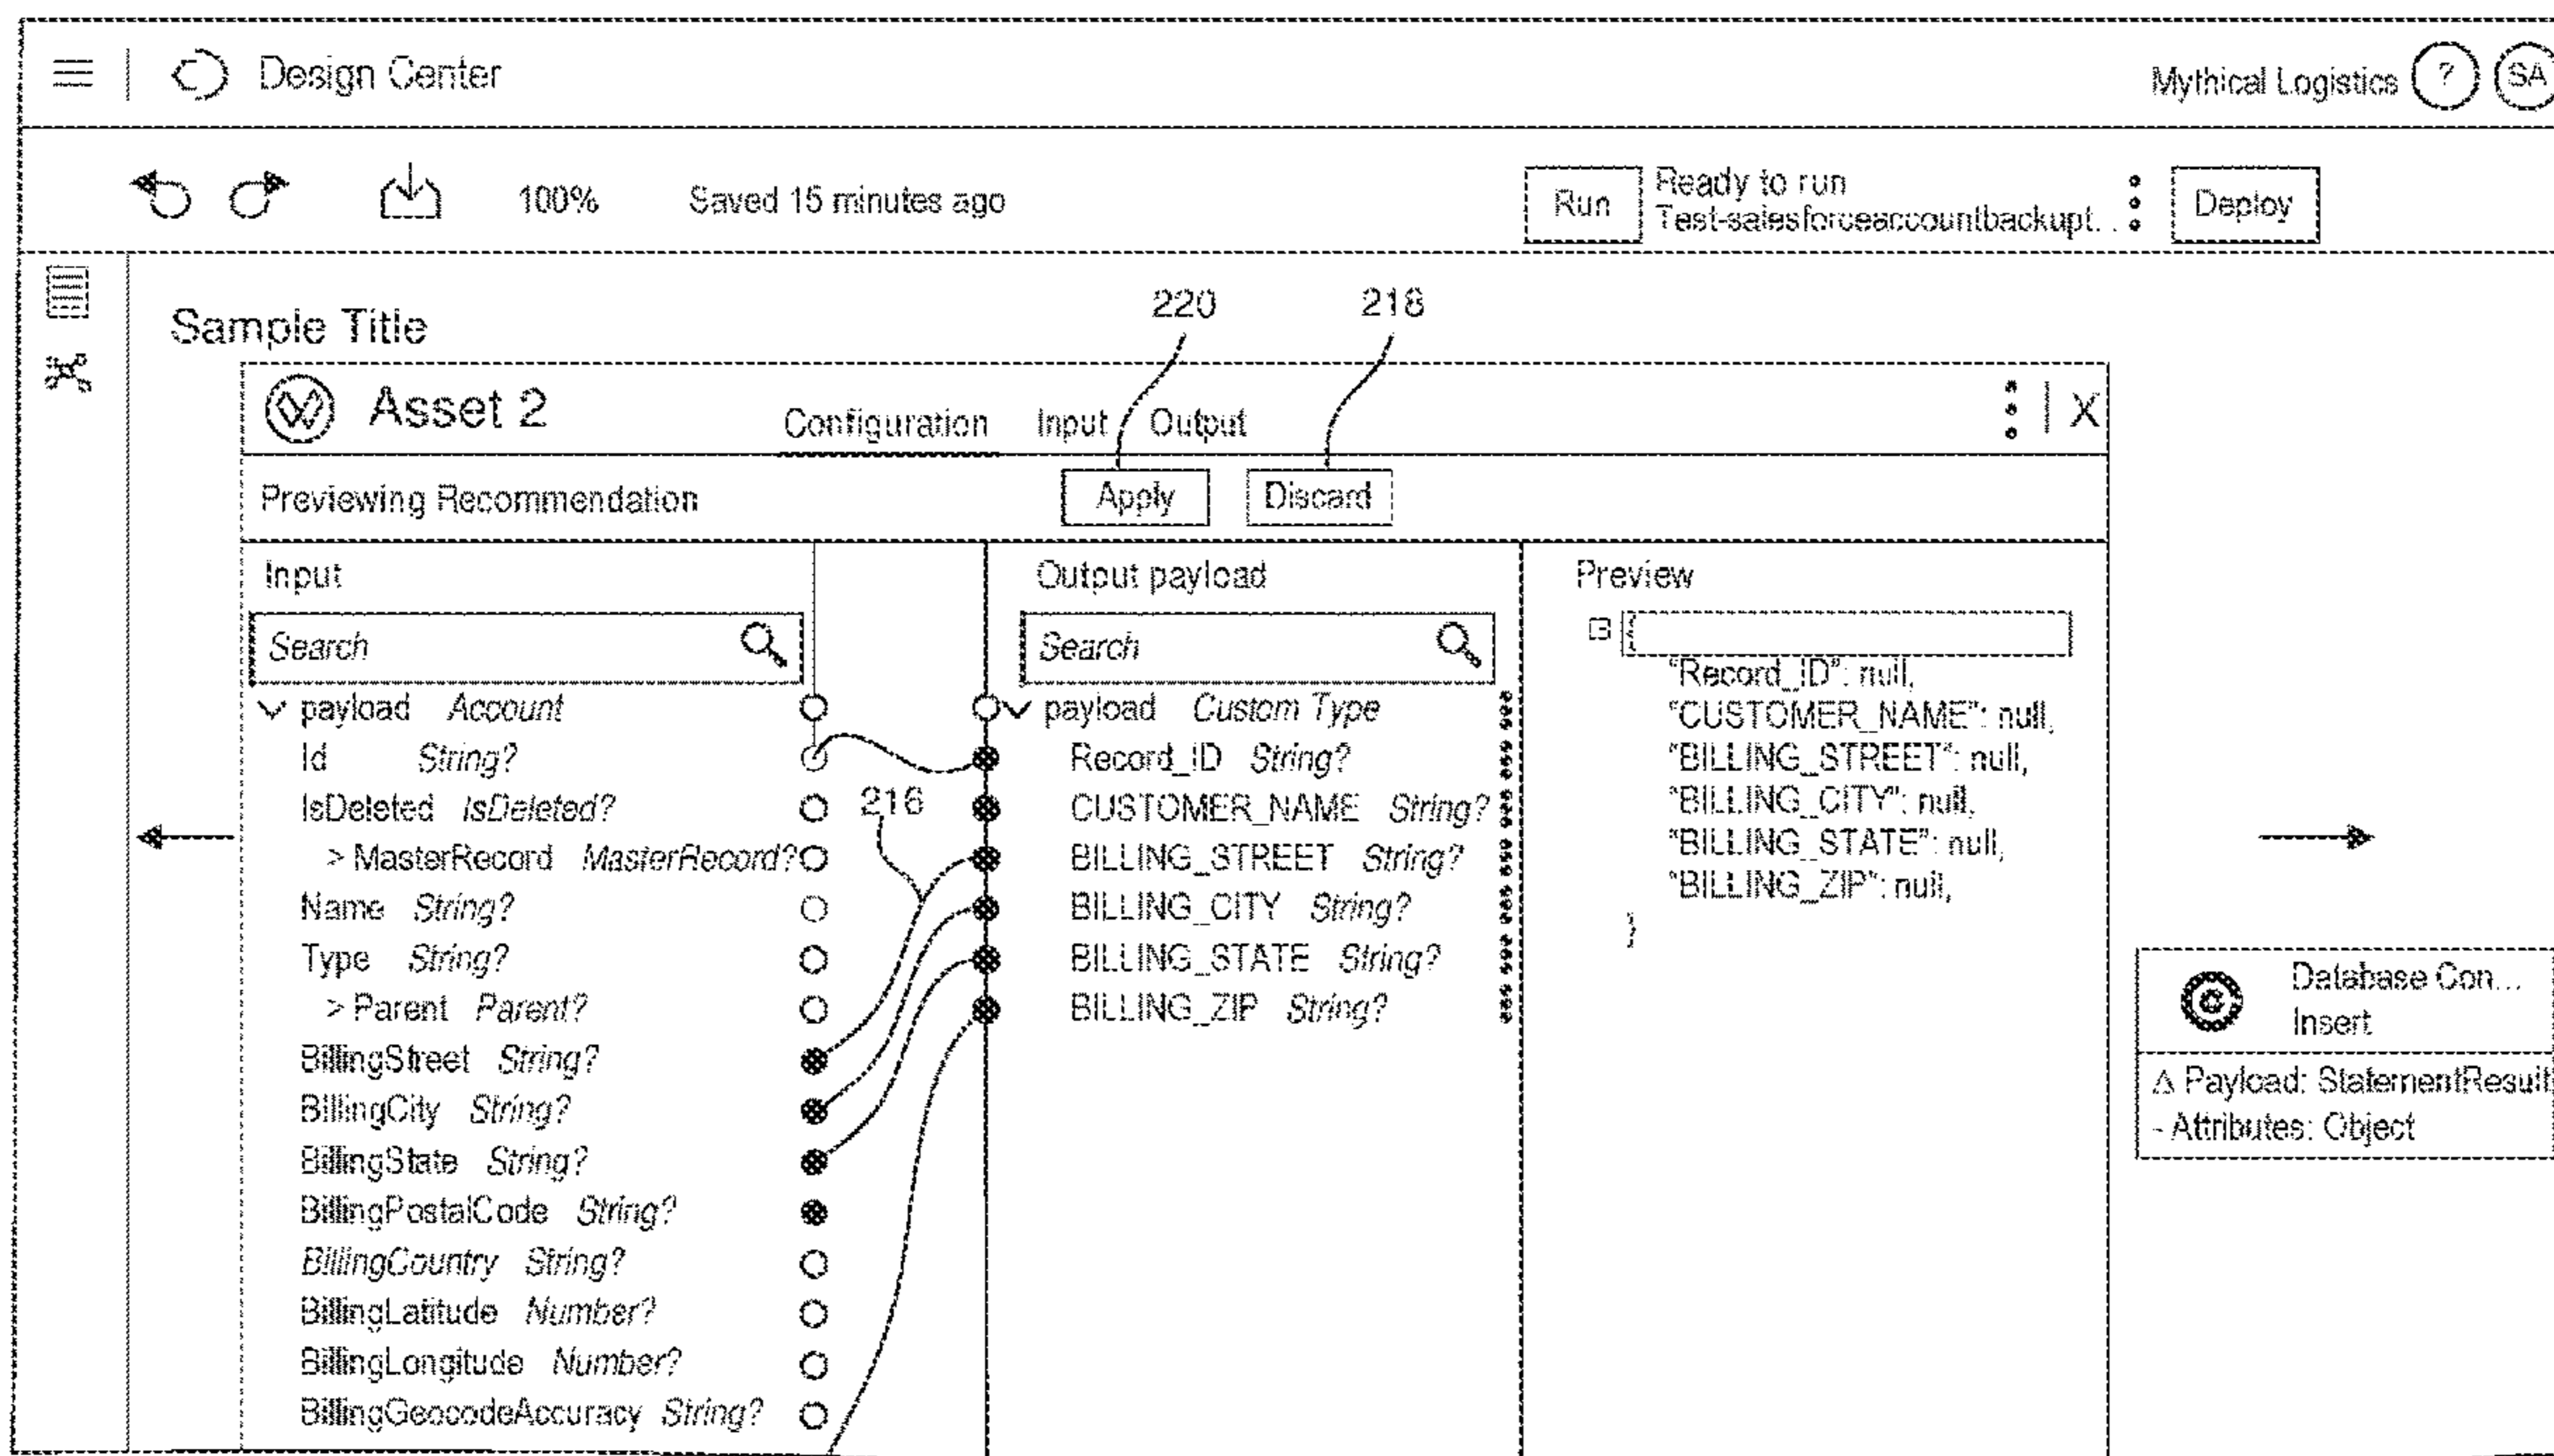 Design Center
Mythical Logistics ? SA
100% Saved 15 minutes ago
Run
Ready to run
Test-salesforceaccountbackupt. .
Deploy
Sample Title
220 218
Asset 2
Configuration Input Output
X
Previewing Recommendation
Apply Discard
Input
Search
payload Account
Id String?
IsDeleted IsDeleted?
> MasterRecord MasterRecord?
Name String?
Type String?
> Parent Parent?
BillingStreet String?
BillingCity String?
BillingState String?
BillingPostalCode String?
BillingCountry String?
BillingLatitude Number?
BillingLongitude Number?
BillingGeocodeAccuracy String?
216
Output payload
Search
payload Custom Type
Record_ID String?
CUSTOMER_NAME String?
BILLING_STREET String?
BILLING_CITY String?
BILLING_STATE String?
BILLING_ZIP String?
Preview
{
"Record_ID": null,
"CUSTOMER_NAME": null,
"BILLING_STREET": null,
"BILLING_CITY": null,
"BILLING_STATE": null,
"BILLING_ZIP": null,
}
Database Con...
Insert
Δ Payload: StatementResult
- Attributes: Object